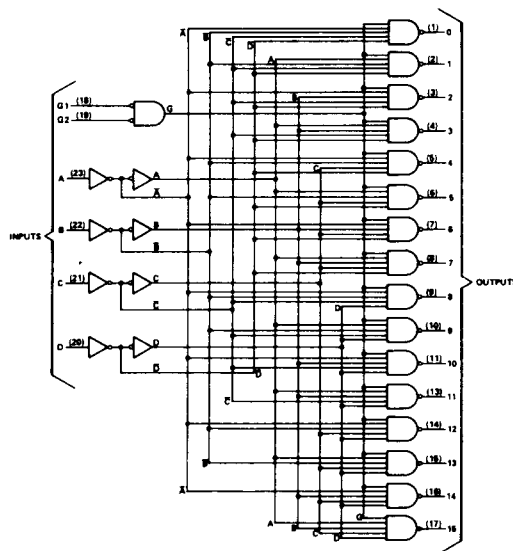 (1) 0
A̅ B̅ C̅ D̅
A (2) 1
B (3) 2
G1 (18) G
G2 (19) (4) 3
C (5) 4
A (23) A (6) 5
A̅
B (22) B (7) 6
INPUTS B̅ (8) 7
OUTPUTS
C (21) C (9) 8
C̅ D (10) 9
D (20) D (11) 10
D̅ D̅
C̅ (13) 11
(14) 12
B̅ (15) 13
A̅ (16) 14
G
A B C D (17) 15